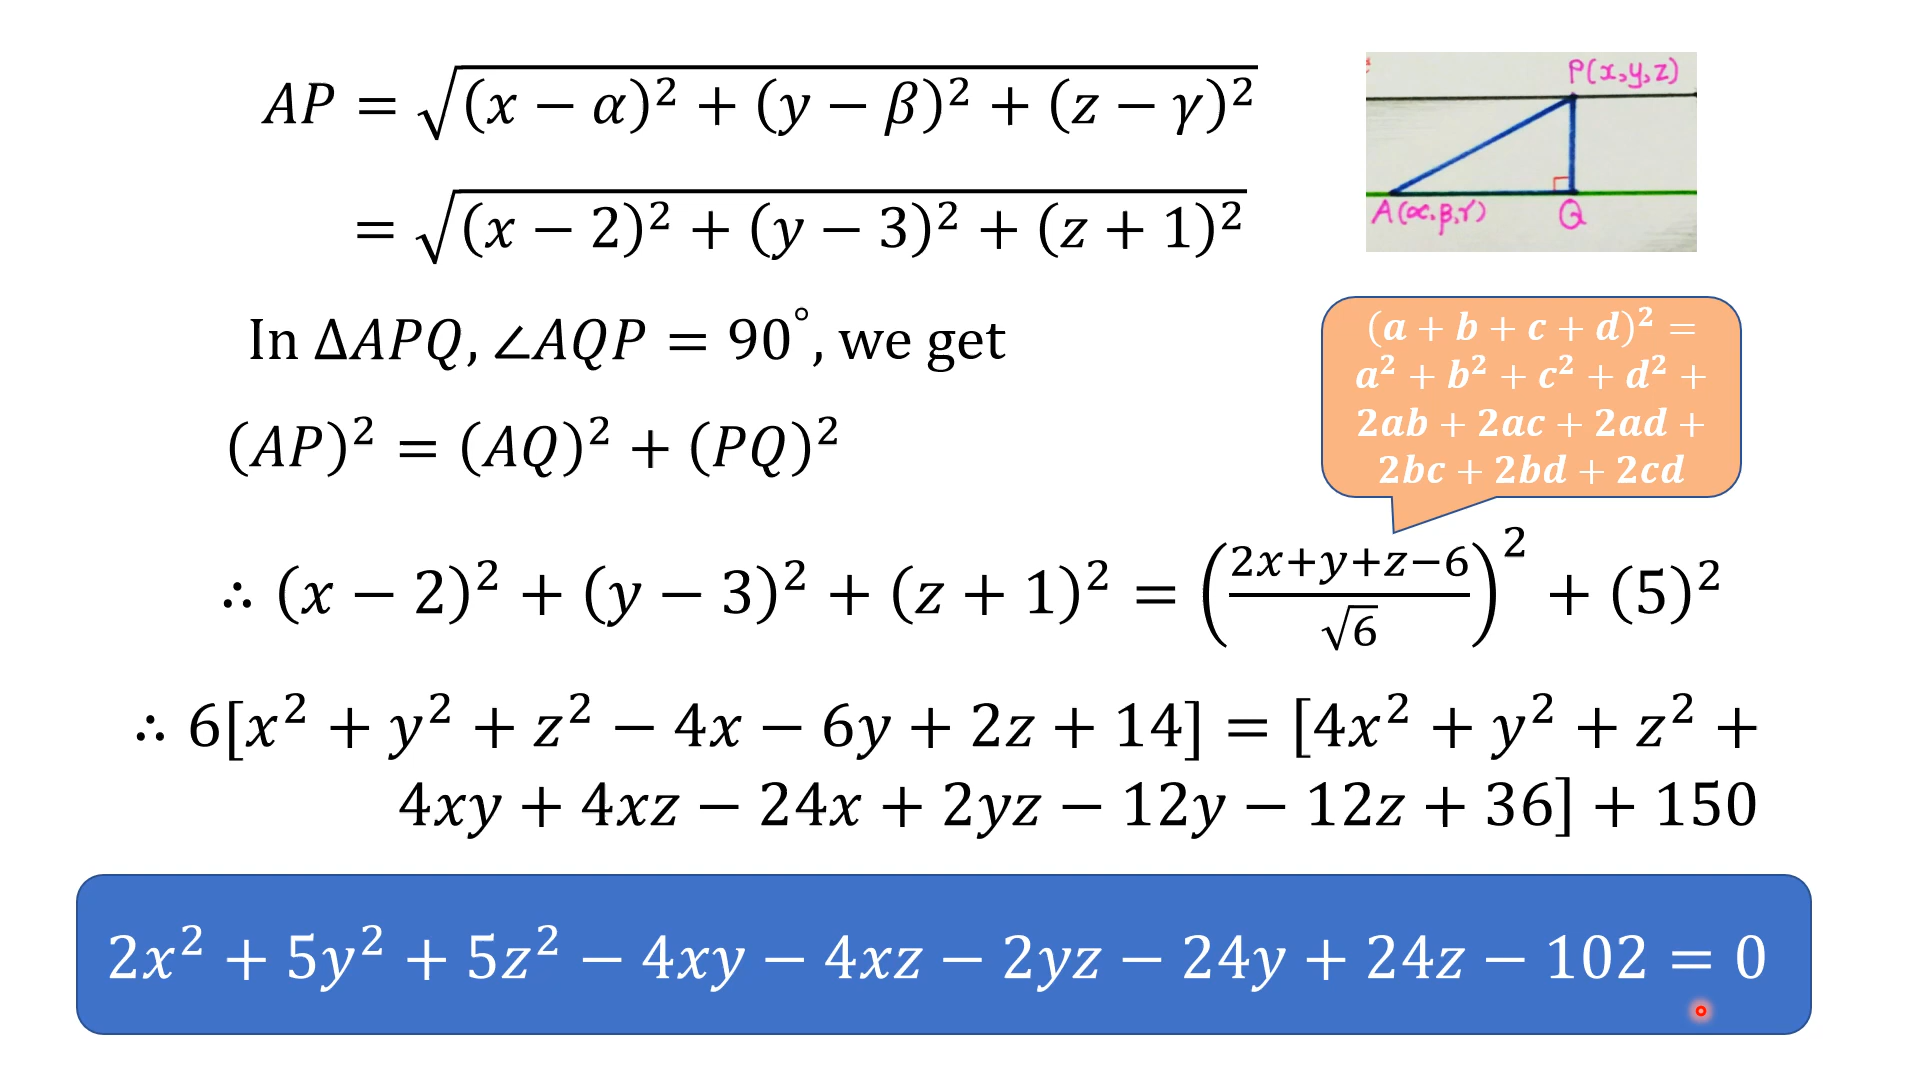 AP = √((x − α)² + (y − β)² + (z − γ)²)
= √((x − 2)² + (y − 3)² + (z + 1)²)
P(x,y,z)
A(α,β,γ) Q
In ΔAPQ, ∠AQP = 90°, we get
(AP)² = (AQ)² + (PQ)²
(a + b + c + d)² =
a² + b² + c² + d² +
2ab + 2ac + 2ad +
2bc + 2bd + 2cd
∴ (x − 2)² + (y − 3)² + (z + 1)² = ((2x+y+z−6)/√6)² + (5)²
∴ 6[x² + y² + z² − 4x − 6y + 2z + 14] = [4x² + y² + z² +
4xy + 4xz − 24x + 2yz − 12y − 12z + 36] + 150
2x² + 5y² + 5z² − 4xy − 4xz − 2yz − 24y + 24z − 102 = 0